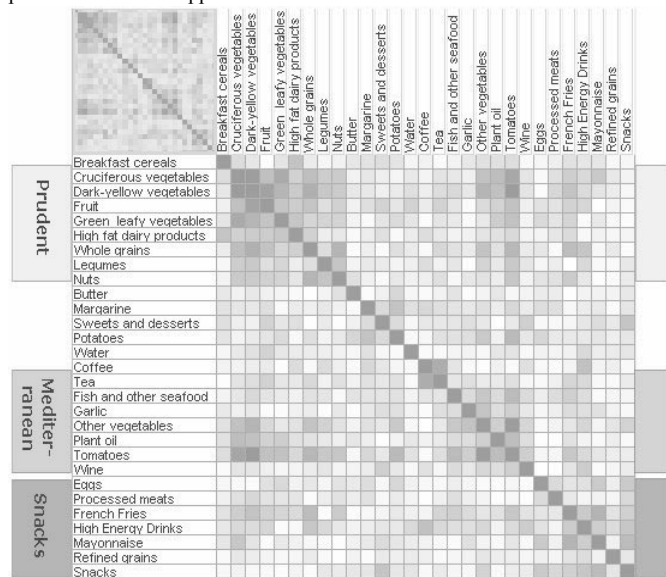 Breakfast cereals
Cruciferous vegetables
Dark-yellow vegetables
Fruit
Green leafy vegetables
High fat dairy products
Whole grains
Legumes
Nuts
Butter
Margarine
Sweets and desserts
Potatoes
Water
Coffee
Tea
Fish and other seafood
Garlic
Other vegetables
Plant oil
Tomatoes
Wine
Eggs
Processed meats
French Fries
High Energy Drinks
Mayonnaise
Refined grains
Snacks
Prudent
Mediter-
ranean
Snacks
Breakfast cereals
Cruciferous vegetables
Dark-yellow vegetables
Fruit
Green leafy vegetables
High fat dairy products
Whole grains
Legumes
Nuts
Butter
Margarine
Sweets and desserts
Potatoes
Water
Coffee
Tea
Fish and other seafood
Garlic
Other vegetables
Plant oil
Tomatoes
Wine
Eggs
Processed meats
French Fries
High Energy Drinks
Mayonnaise
Refined grains
Snacks